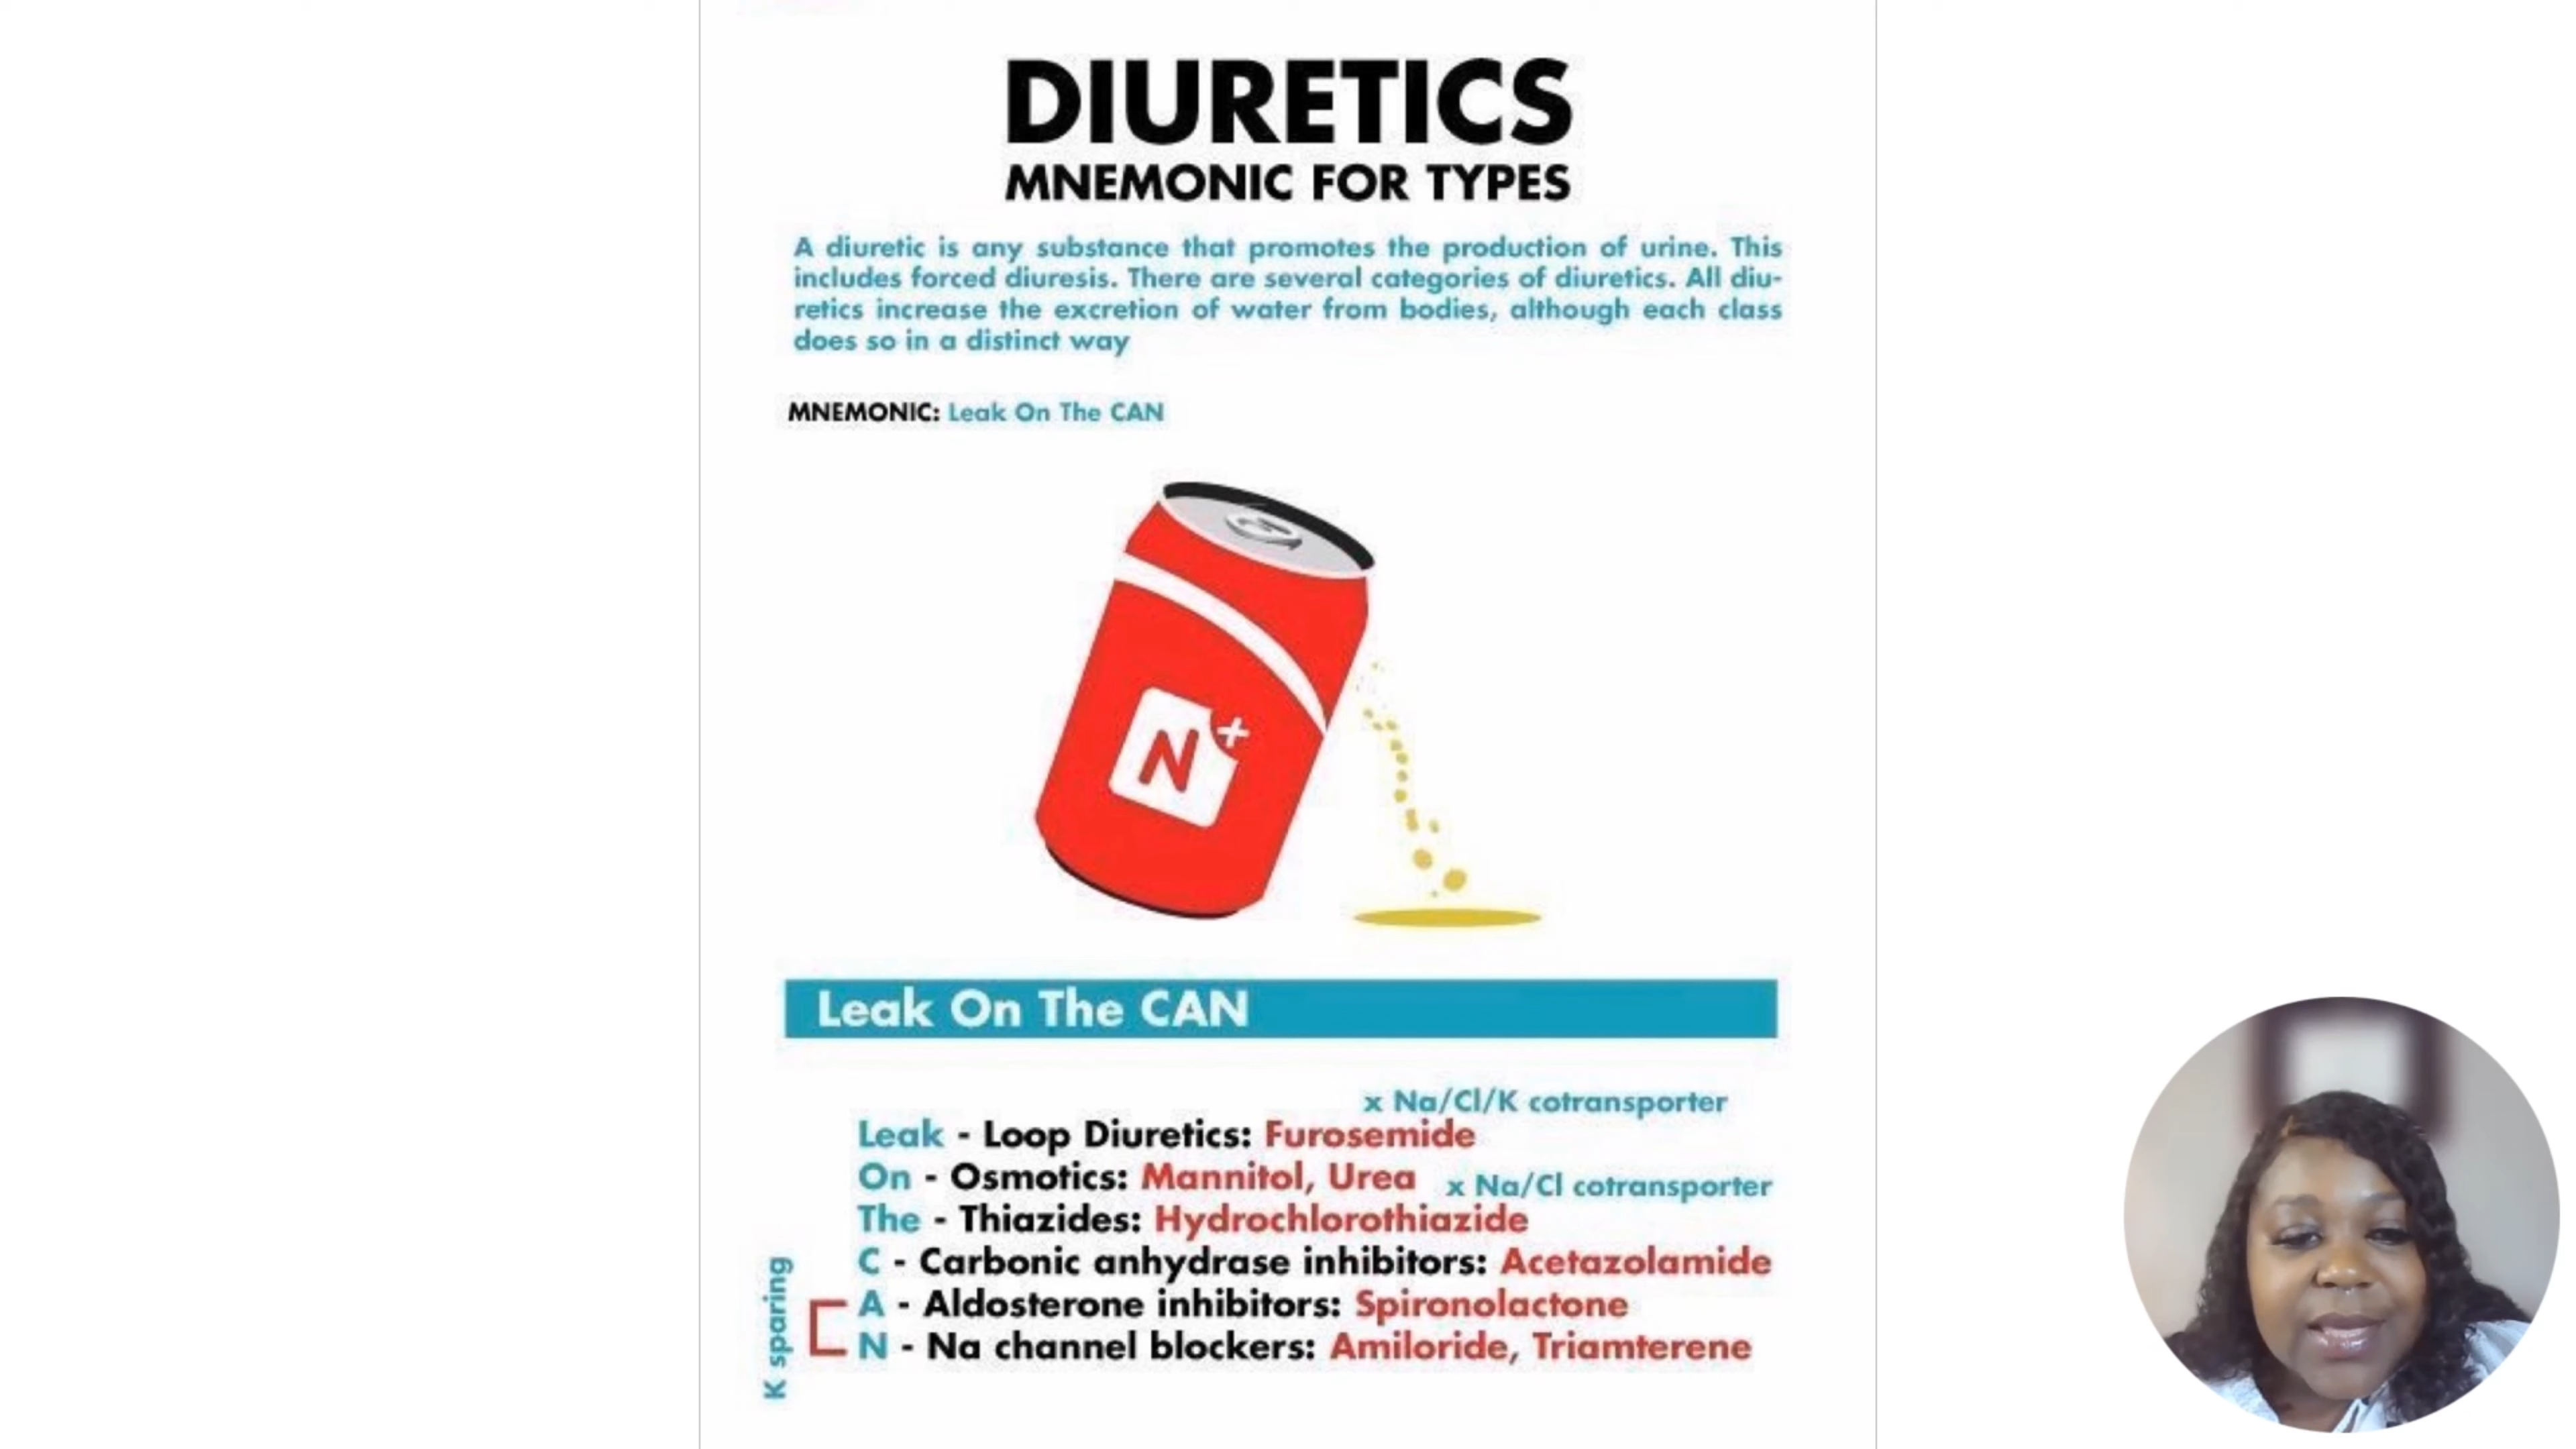 DIURETICS
MNEMONIC FOR TYPES
A diuretic is any substance that promotes the production of urine. This
includes forced diuresis. There are several categories of diuretics. All diu-
retics increase the excretion of water from bodies, although each class
does so in a distinct way
MNEMONIC: Leak On The CAN
N+
Leak On The CAN
x Na/Cl/K cotransporter
Leak - Loop Diuretics: Furosemide
On - Osmotics: Mannitol, Urea x Na/Cl cotransporter
The - Thiazides: Hydrochlorothiazide
C - Carbonic anhydrase inhibitors: Acetazolamide
A - Aldosterone inhibitors: Spironolactone
N - Na channel blockers: Amiloride, Triamterene
K sparing